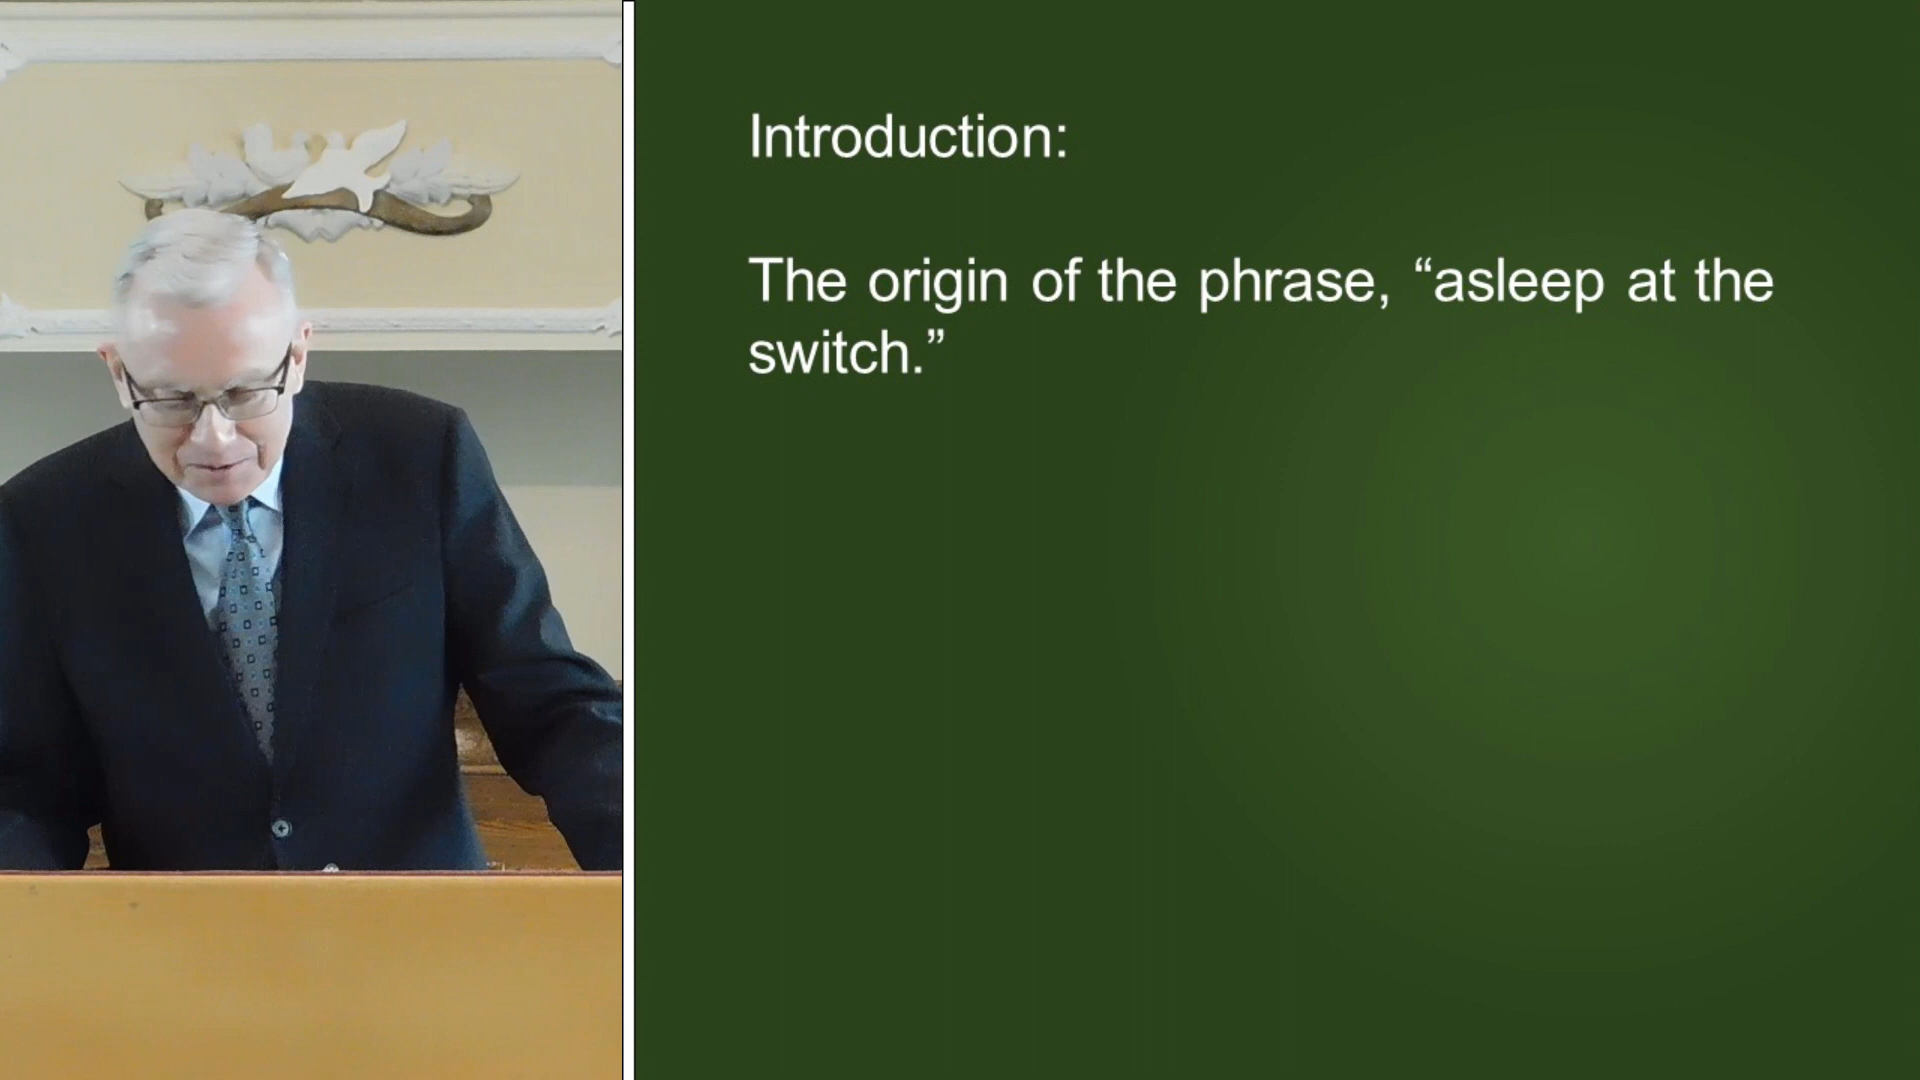 Introduction:
The origin of the phrase, “asleep at the
switch.”